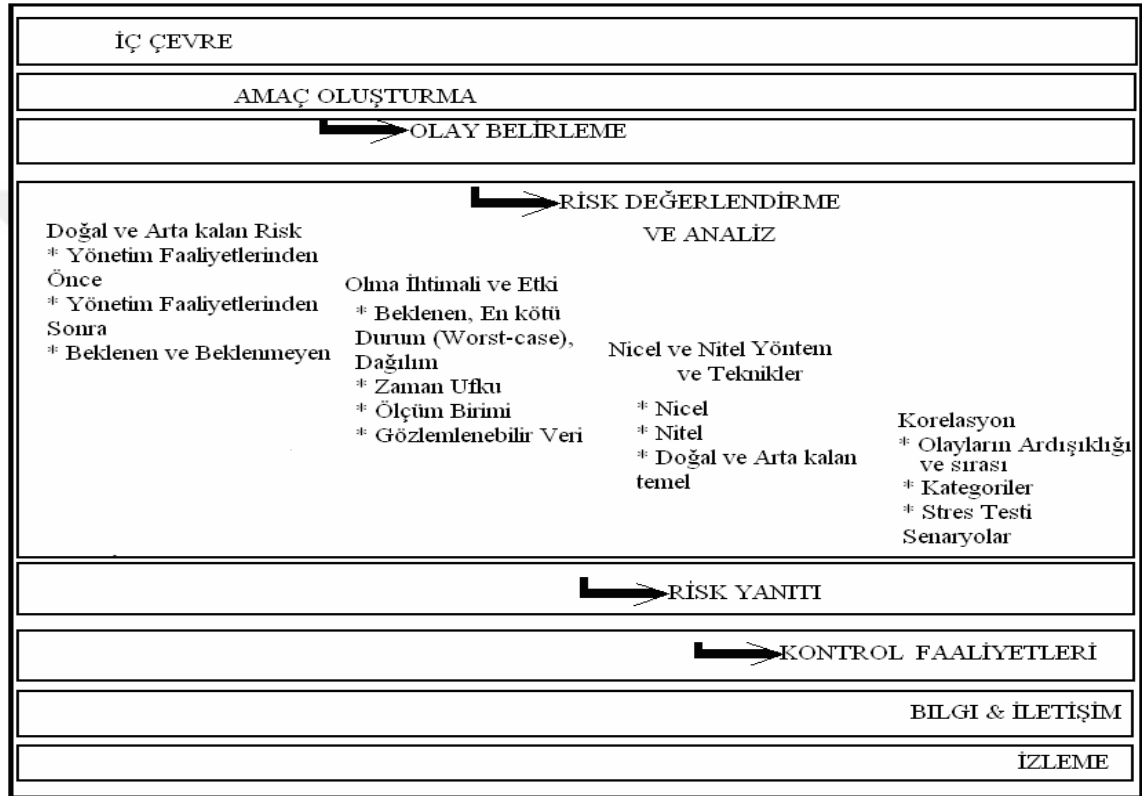 İÇ ÇEVRE
AMAÇ OLUŞTURMA
OLAY BELİRLEME
RİSK DEĞERLENDİRME
VE ANALİZ
Doğal ve Arta kalan Risk
* Yönetim Faaliyetlerinden
Önce
* Yönetim Faaliyetlerinden
Sonra
* Beklenen ve Beklenmeyen
Olma İhtimali ve Etki
* Beklenen, En kötü
Durum (Worst-case),
Dağılım
* Zaman Ufku
* Ölçüm Birimi
* Gözlemlenebilir Veri
Nicel ve Nitel Yöntem
ve Teknikler
* Nicel
* Nitel
* Doğal ve Arta kalan
temel
Korelasyon
* Olayların Ardışıklığı
ve sırası
* Kategoriler
* Stres Testi
Senaryolar
RİSK YANITI
KONTROL FAALİYETLERİ
BILGI & İLETİŞİM
İZLEME